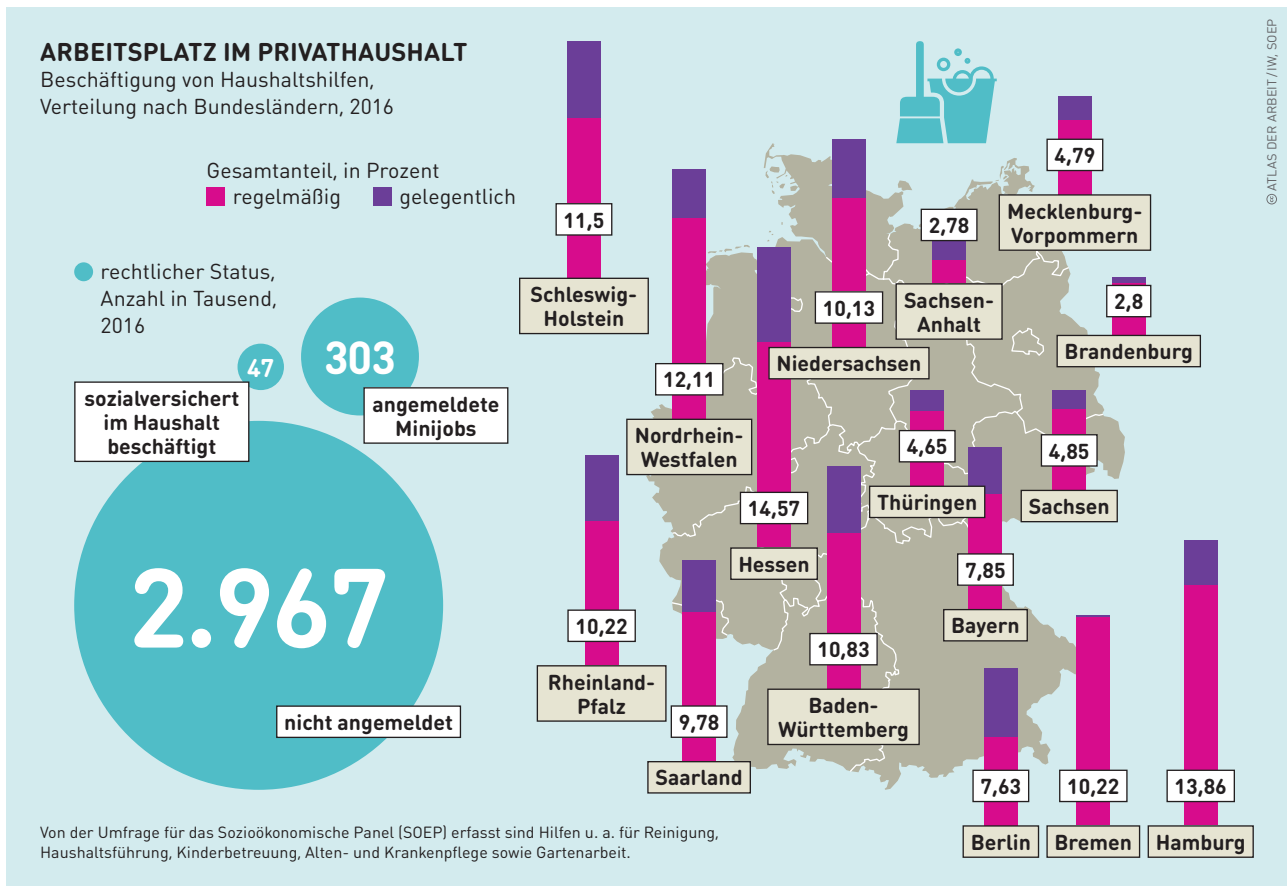 ARBEITSPLATZ IM PRIVATHAUSHALT
Beschäftigung von Haushaltshilfen,
Verteilung nach Bundesländern, 2016
Gesamtanteil, in Prozent
regelmäßig
gelegentlich
rechtlicher Status,
Anzahl in Tausend,
2016
47
sozialversichert
im Haushalt
beschäftigt
303
angemeldete
Minijobs
2.967
nicht angemeldet
11,5
Schleswig-
Holstein
12,11
Nordrhein-
Westfalen
14,57
Hessen
10,13
Niedersachsen
2,78
Sachsen-
Anhalt
4,79
Mecklenburg-
Vorpommern
2,8
Brandenburg
4,65
Thüringen
4,85
Sachsen
7,85
Bayern
10,22
Rheinland-
Pfalz
9,78
Saarland
10,83
Baden-
Württemberg
7,63
Berlin
10,22
Bremen
13,86
Hamburg
Von der Umfrage für das Sozioökonomische Panel (SOEP) erfasst sind Hilfen u. a. für Reinigung,
Haushaltsführung, Kinderbetreuung, Alten- und Krankenpflege sowie Gartenarbeit.
ATLAS DER ARBEIT / IW, SOEP